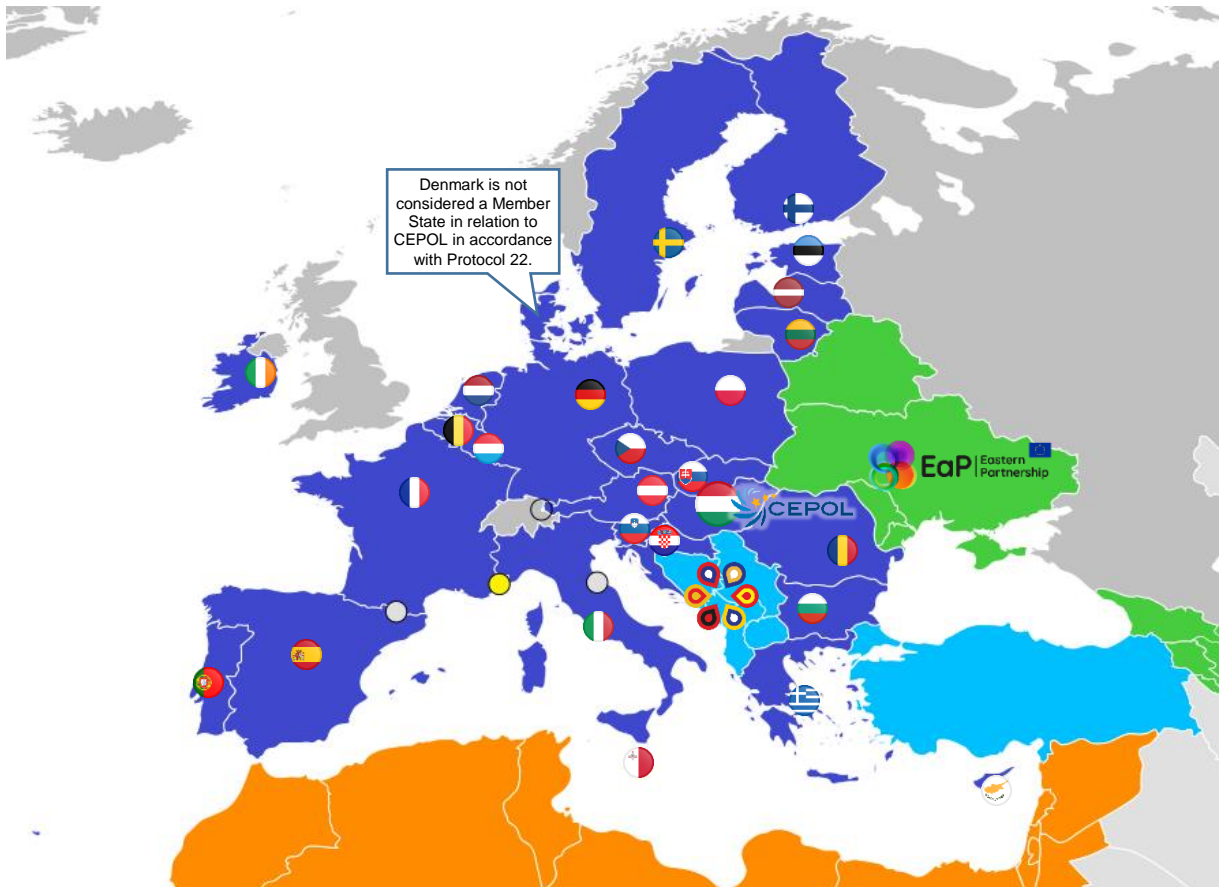 Denmark is not
considered a Member
State in relation to
CEPOL in accordance
with Protocol 22.
EaP Eastern
Partnership
CEPOL